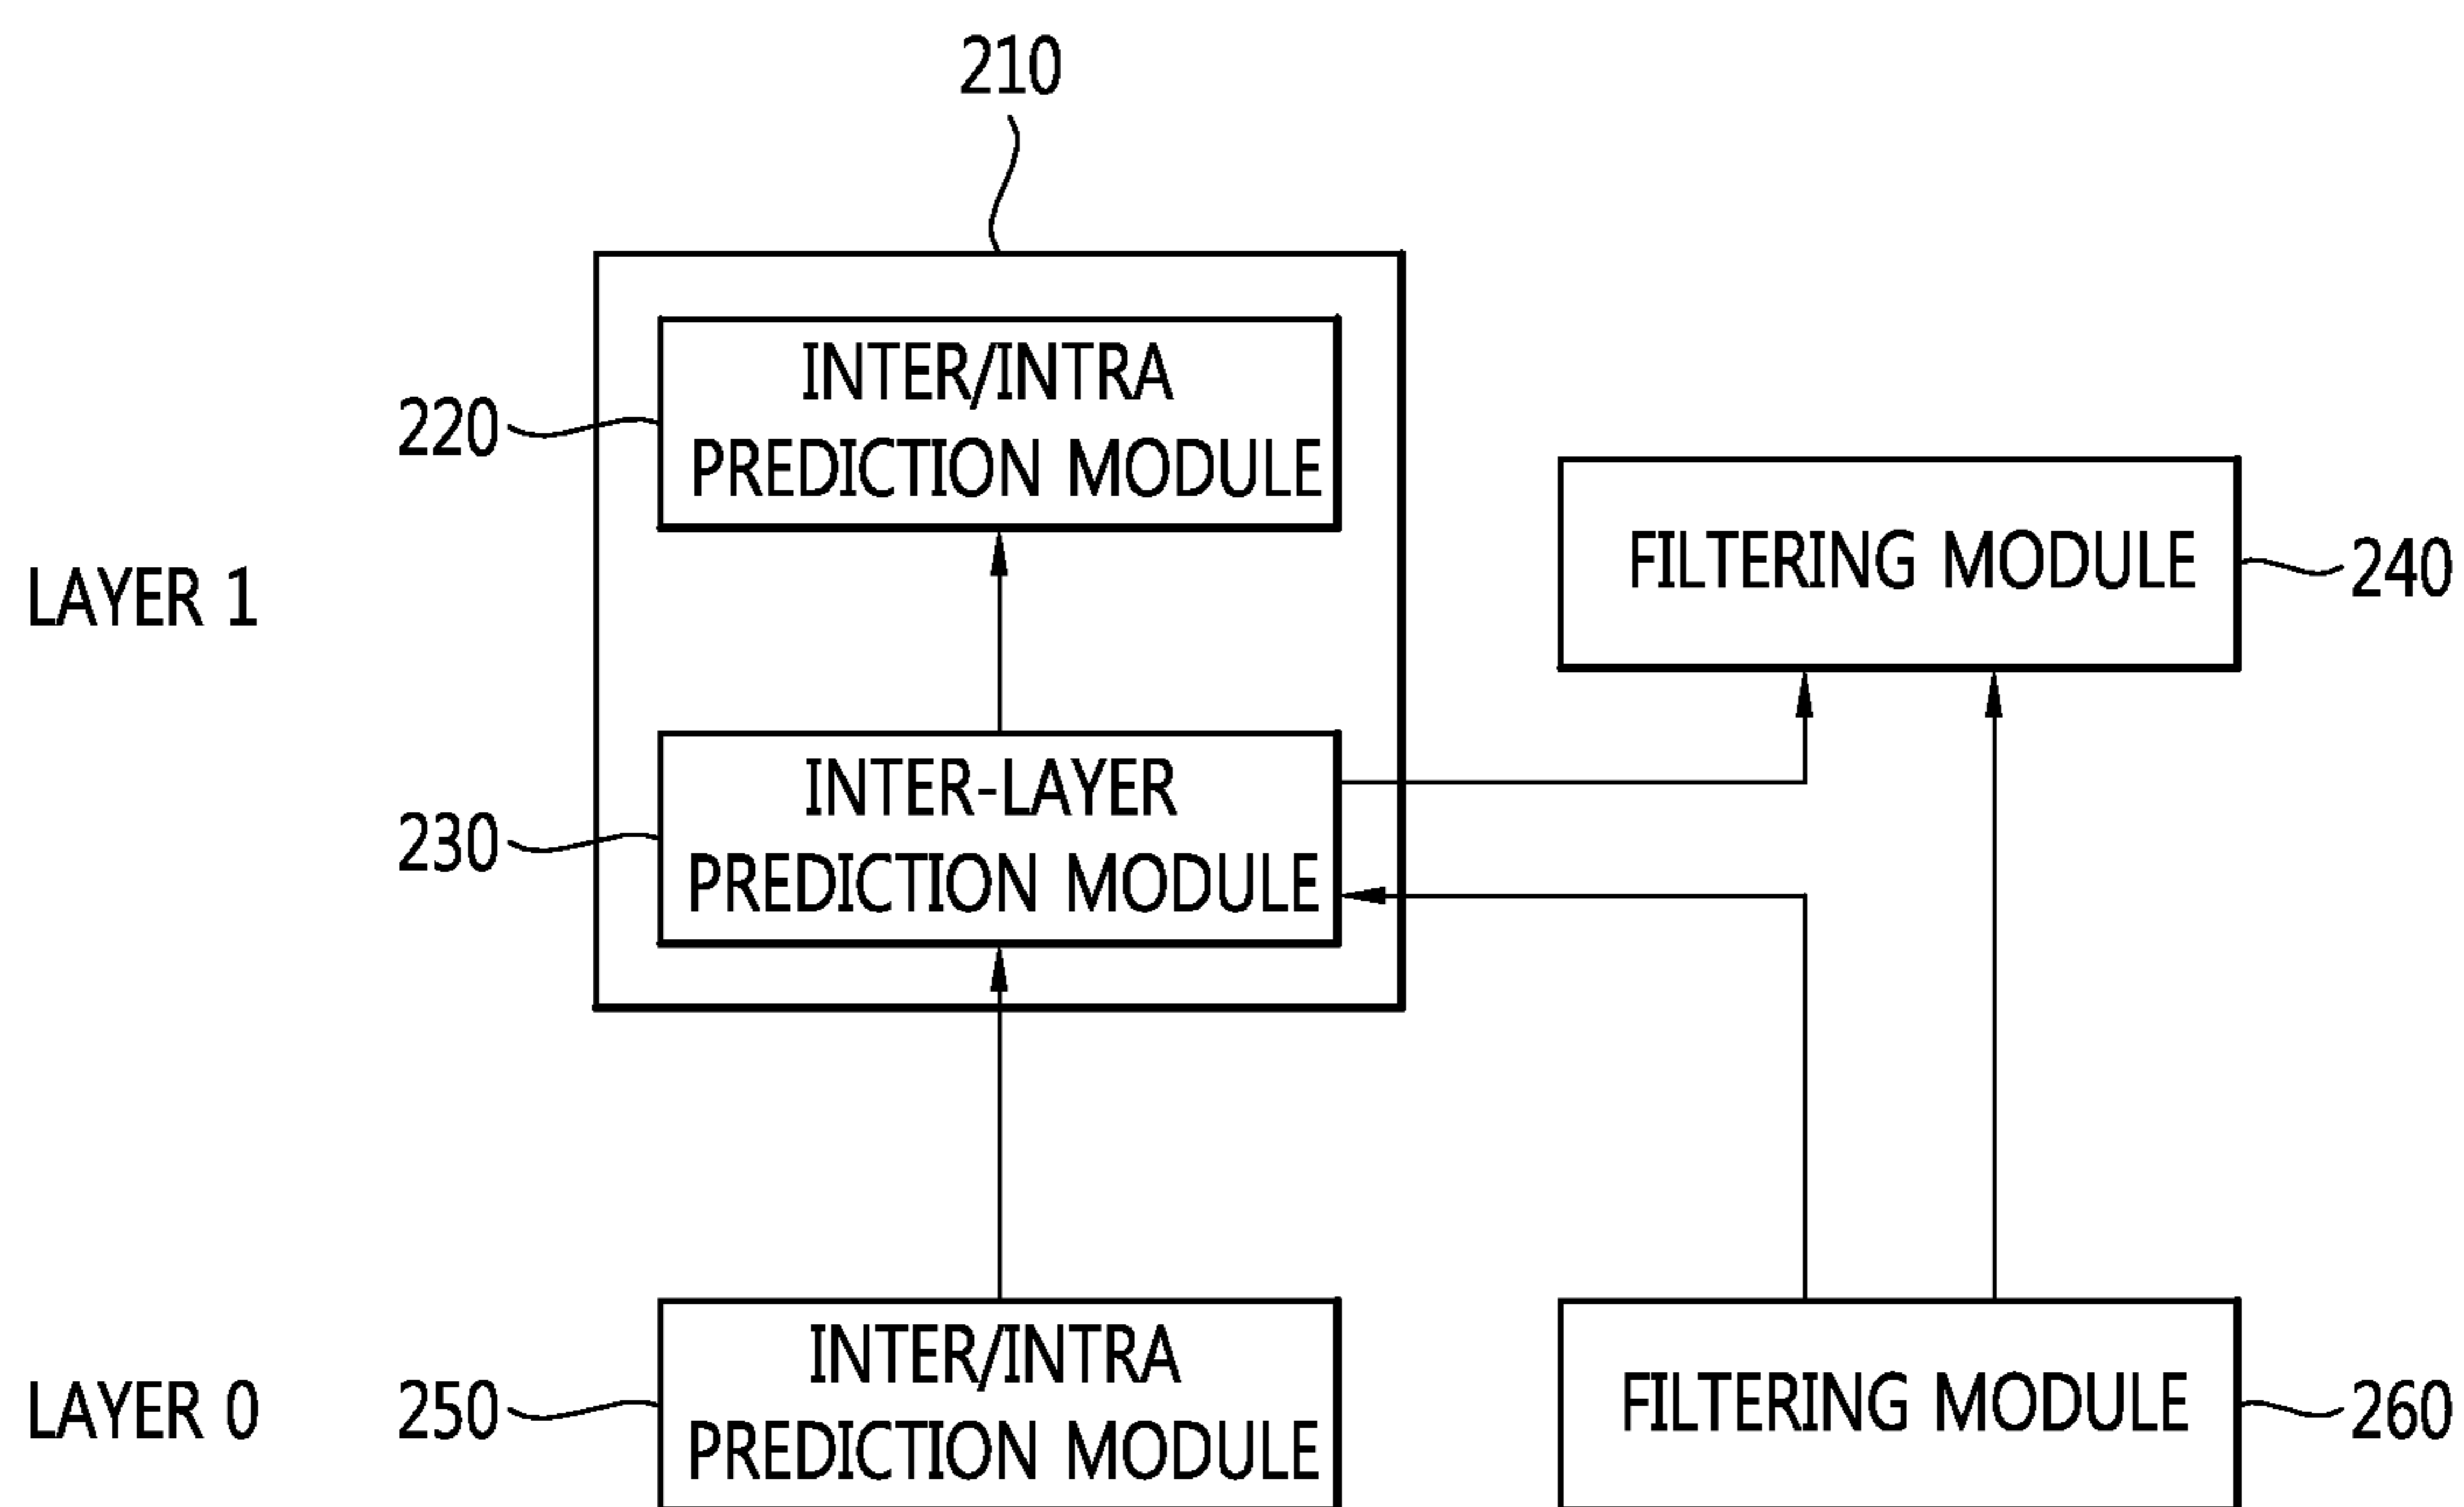 210
INTER/INTRA
PREDICTION MODULE
220
FILTERING MODULE
240
LAYER 1
INTER-LAYER
PREDICTION MODULE
230
INTER/INTRA
PREDICTION MODULE
LAYER 0
250
FILTERING MODULE
260